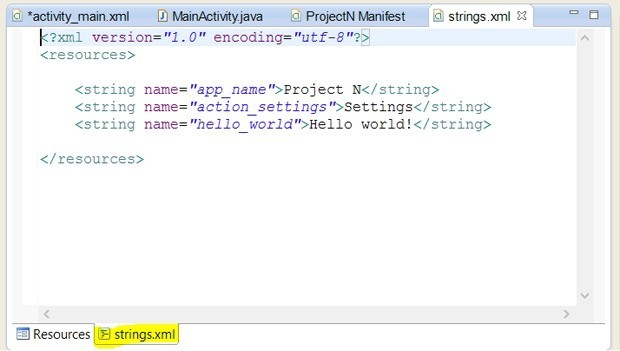 *activity_main.xml MainActivity.java ProjectN Manifest strings.xml
<?xml version="1.0" encoding="utf-8"?>
<resources>
    <string name="app_name">Project N</string>
    <string name="action_settings">Settings</string>
    <string name="hello_world">Hello world!</string>
</resources>
Resources strings.xml